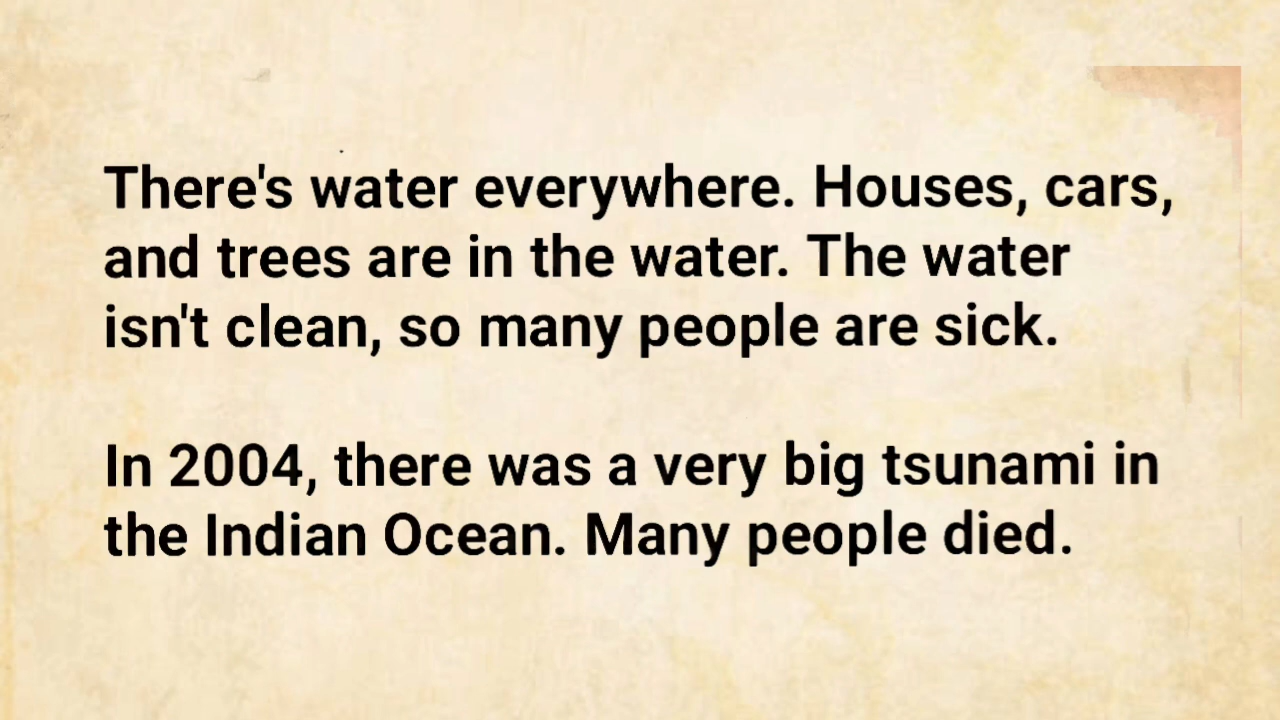 There's water everywhere. Houses, cars,
and trees are in the water. The water
isn't clean, so many people are sick.
In 2004, there was a very big tsunami in
the Indian Ocean. Many people died.